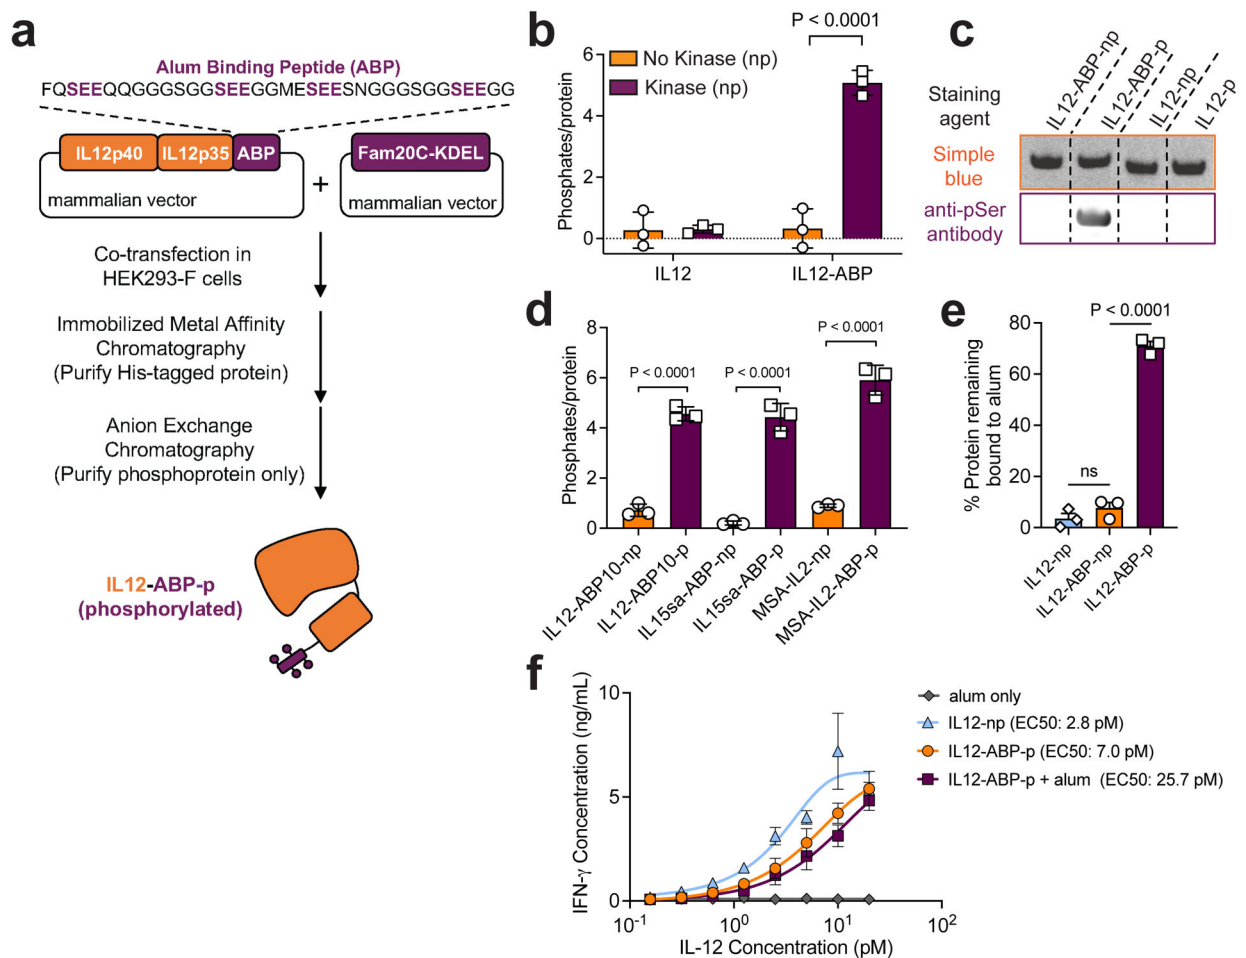 a
Alum Binding Peptide (ABP)
FQSEEQQGGGSGGSEEGGMESEESNGGGSGGSEEGG
IL12p40 IL12p35 ABP
mammalian vector
+
Fam20C-KDEL
mammalian vector
Co-transfection in
HEK293-F cells
Immobilized Metal Affinity
Chromatography
(Purify His-tagged protein)
Anion Exchange
Chromatography
(Purify phosphoprotein only)
IL12-ABP-p
(phosphorylated)
b
P < 0.0001
No Kinase (np)
Kinase (np)
Phosphates/protein
6
4
2
0
IL12
IL12-ABP
c
Staining
agent
IL12-ABP-np
IL12-ABP-p
IL12-np
IL12-p
Simple
blue
anti-pSer
antibody
d
Phosphates/protein
8
6
4
2
0
P < 0.0001
P < 0.0001
P < 0.0001
IL12-ABP10-np
IL12-ABP10-p
IL15sa-ABP-np
IL15sa-ABP-p
MSA-IL2-np
MSA-IL2-ABP-p
e
% Protein remaining
bound to alum
80
60
40
20
0
P < 0.0001
ns
IL12-np
IL12-ABP-np
IL12-ABP-p
f
IFN-γ Concentration (ng/mL)
10
5
0
10-1
100
101
102
IL-12 Concentration (pM)
alum only
IL12-np (EC50: 2.8 pM)
IL12-ABP-p (EC50: 7.0 pM)
IL12-ABP-p + alum (EC50: 25.7 pM)